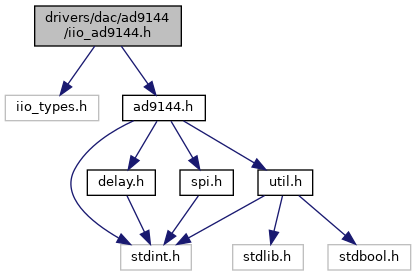 drivers/dac/ad9144
/iio_ad9144.h
iio_types.h
ad9144.h
delay.h
spi.h
util.h
stdint.h
stdlib.h
stdbool.h